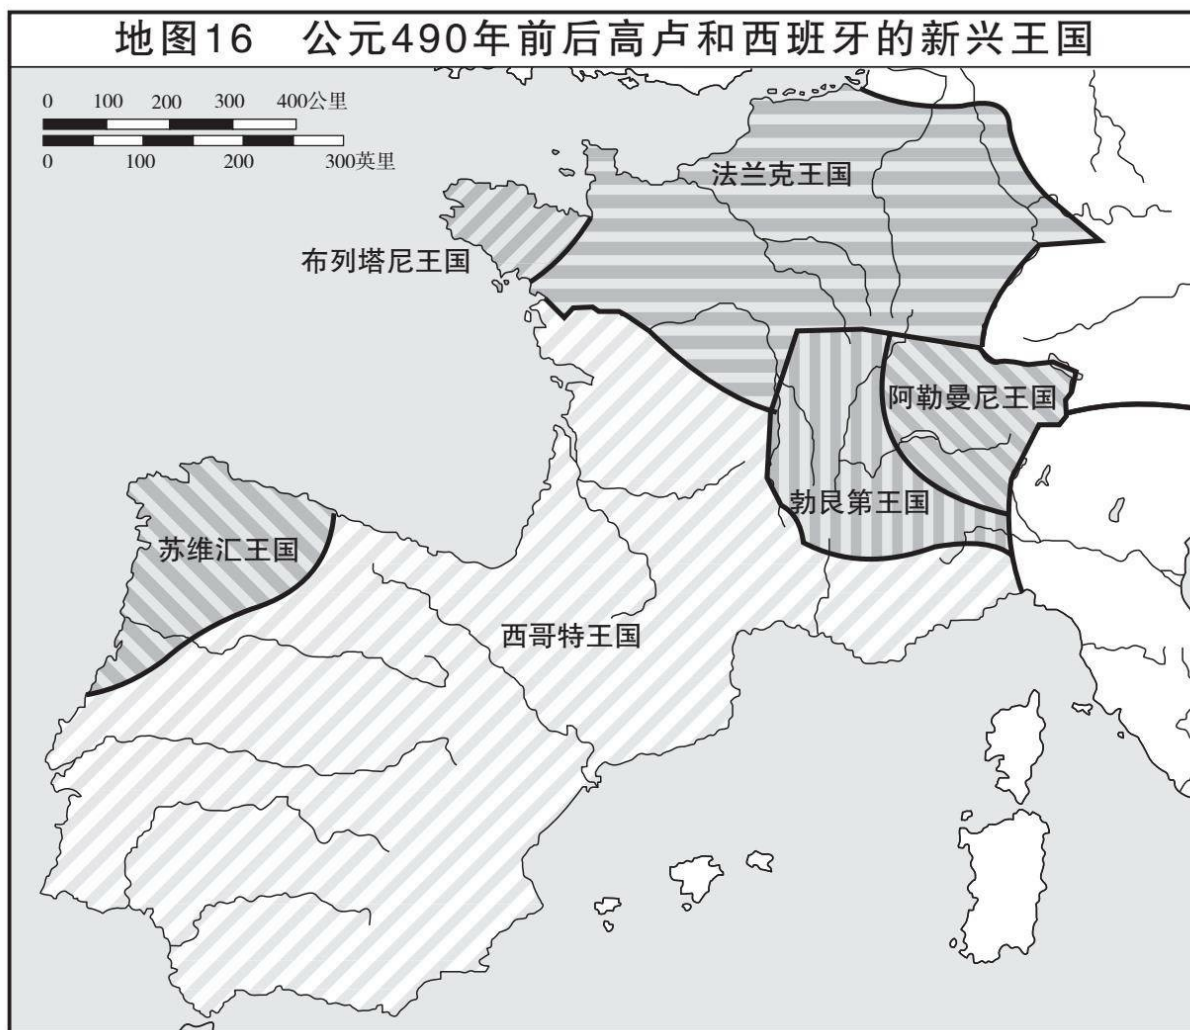 地图16 公元490年前后高卢和西班牙的新兴王国
0 100 200 300 400公里
0 100 200 300英里
法兰克王国
布列塔尼王国
阿勒曼尼王国
勃艮第王国
苏维汇王国
西哥特王国